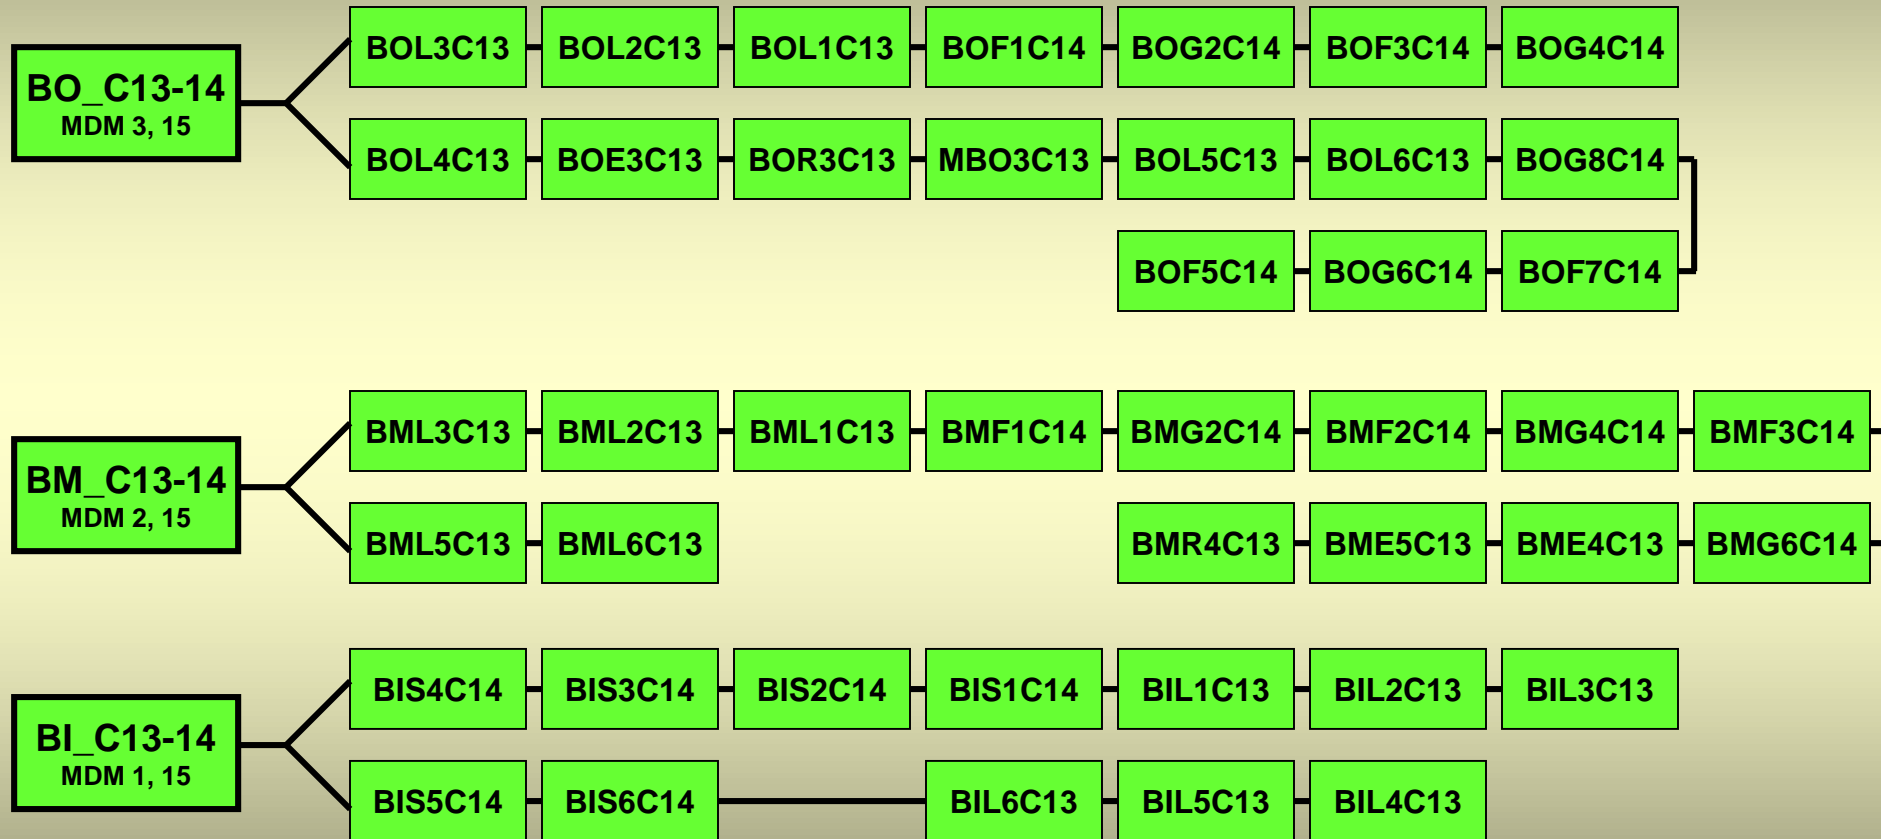 BO_C13-14
MDM 3, 15
BOL3C13 BOL2C13 BOL1C13 BOF1C14 BOG2C14 BOF3C14 BOG4C14
BOL4C13 BOE3C13 BOR3C13 MBO3C13 BOL5C13 BOL6C13 BOG8C14
BOF5C14 BOG6C14 BOF7C14
BM_C13-14
MDM 2, 15
BML3C13 BML2C13 BML1C13 BMF1C14 BMG2C14 BMF2C14 BMG4C14 BMF3C14
BML5C13 BML6C13 BMR4C13 BME5C13 BME4C13 BMG6C14
BI_C13-14
MDM 1, 15
BIS4C14 BIS3C14 BIS2C14 BIS1C14 BIL1C13 BIL2C13 BIL3C13
BIS5C14 BIS6C14 BIL6C13 BIL5C13 BIL4C13